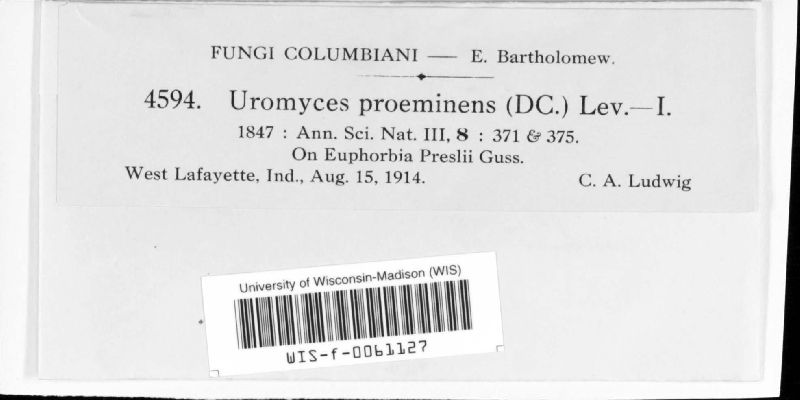 FUNGI COLUMBIANI — E. Bartholomew.
4594. Uromyces proeminens (DC.) Lev.—I.
1847 : Ann. Sci. Nat. III, 8 : 371 & 375.
On Euphorbia Preslii Guss.
West Lafayette, Ind., Aug. 15, 1914. C. A. Ludwig
University of Wisconsin-Madison (WIS)
WIS-f-0061127